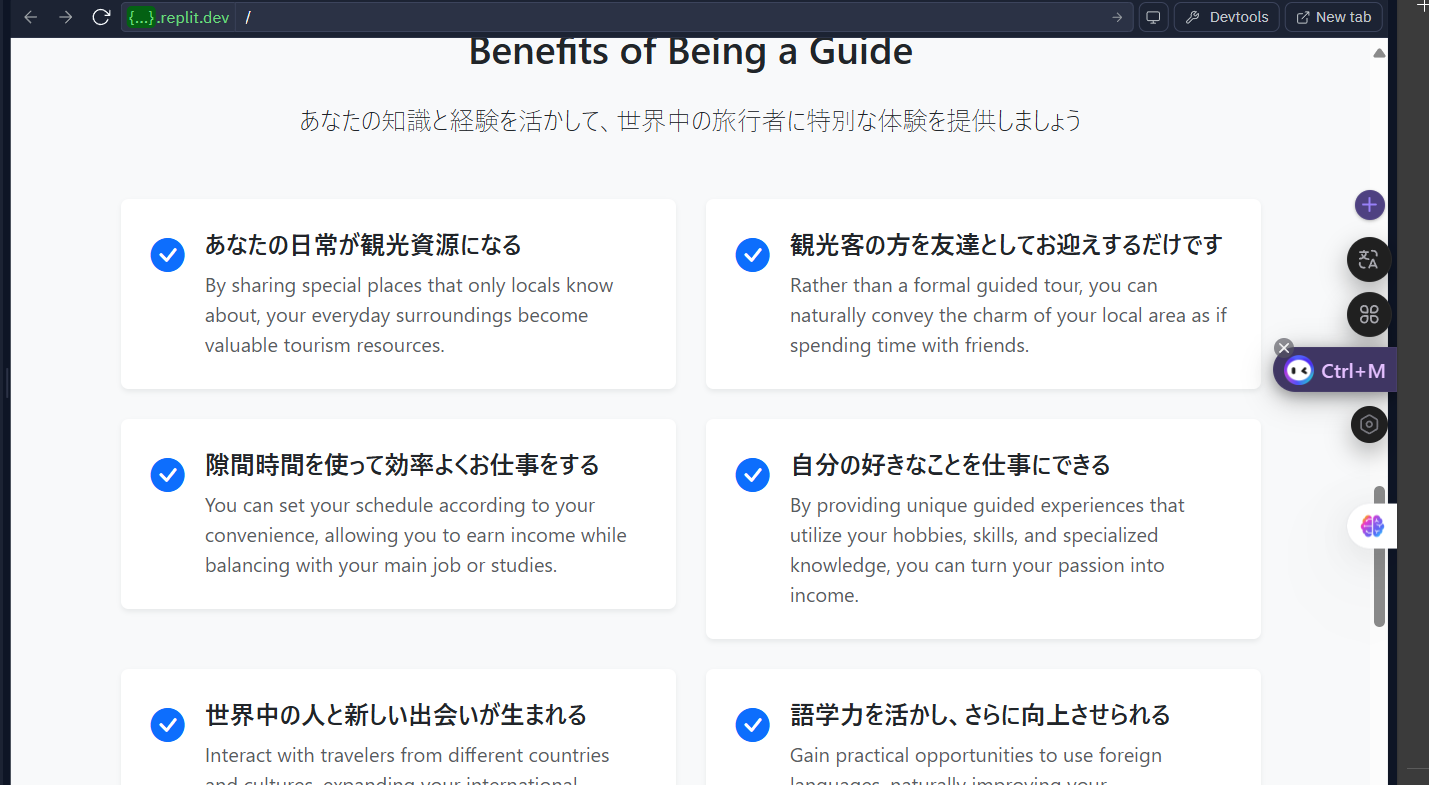 {...}.replit.dev /
Devtools
New tab
Benefits of Being a Guide
あなたの知識と経験を活かして、世界中の旅行者に特別な体験を提供しましょう
あなたの日常が観光資源になる
By sharing special places that only locals know
about, your everyday surroundings become
valuable tourism resources.
観光客の方を友達としてお迎えするだけです
Rather than a formal guided tour, you can
naturally convey the charm of your local area as if
spending time with friends.
Ctrl+M
隙間時間を使って効率よくお仕事をする
You can set your schedule according to your
convenience, allowing you to earn income while
balancing with your main job or studies.
自分の好きなことを仕事にできる
By providing unique guided experiences that
utilize your hobbies, skills, and specialized
knowledge, you can turn your passion into
income.
世界中の人と新しい出会いが生まれる
Interact with travelers from different countries
and cultures, expanding your international
語学力を活かし、さらに向上させられる
Gain practical opportunities to use foreign
languages, naturally improving your